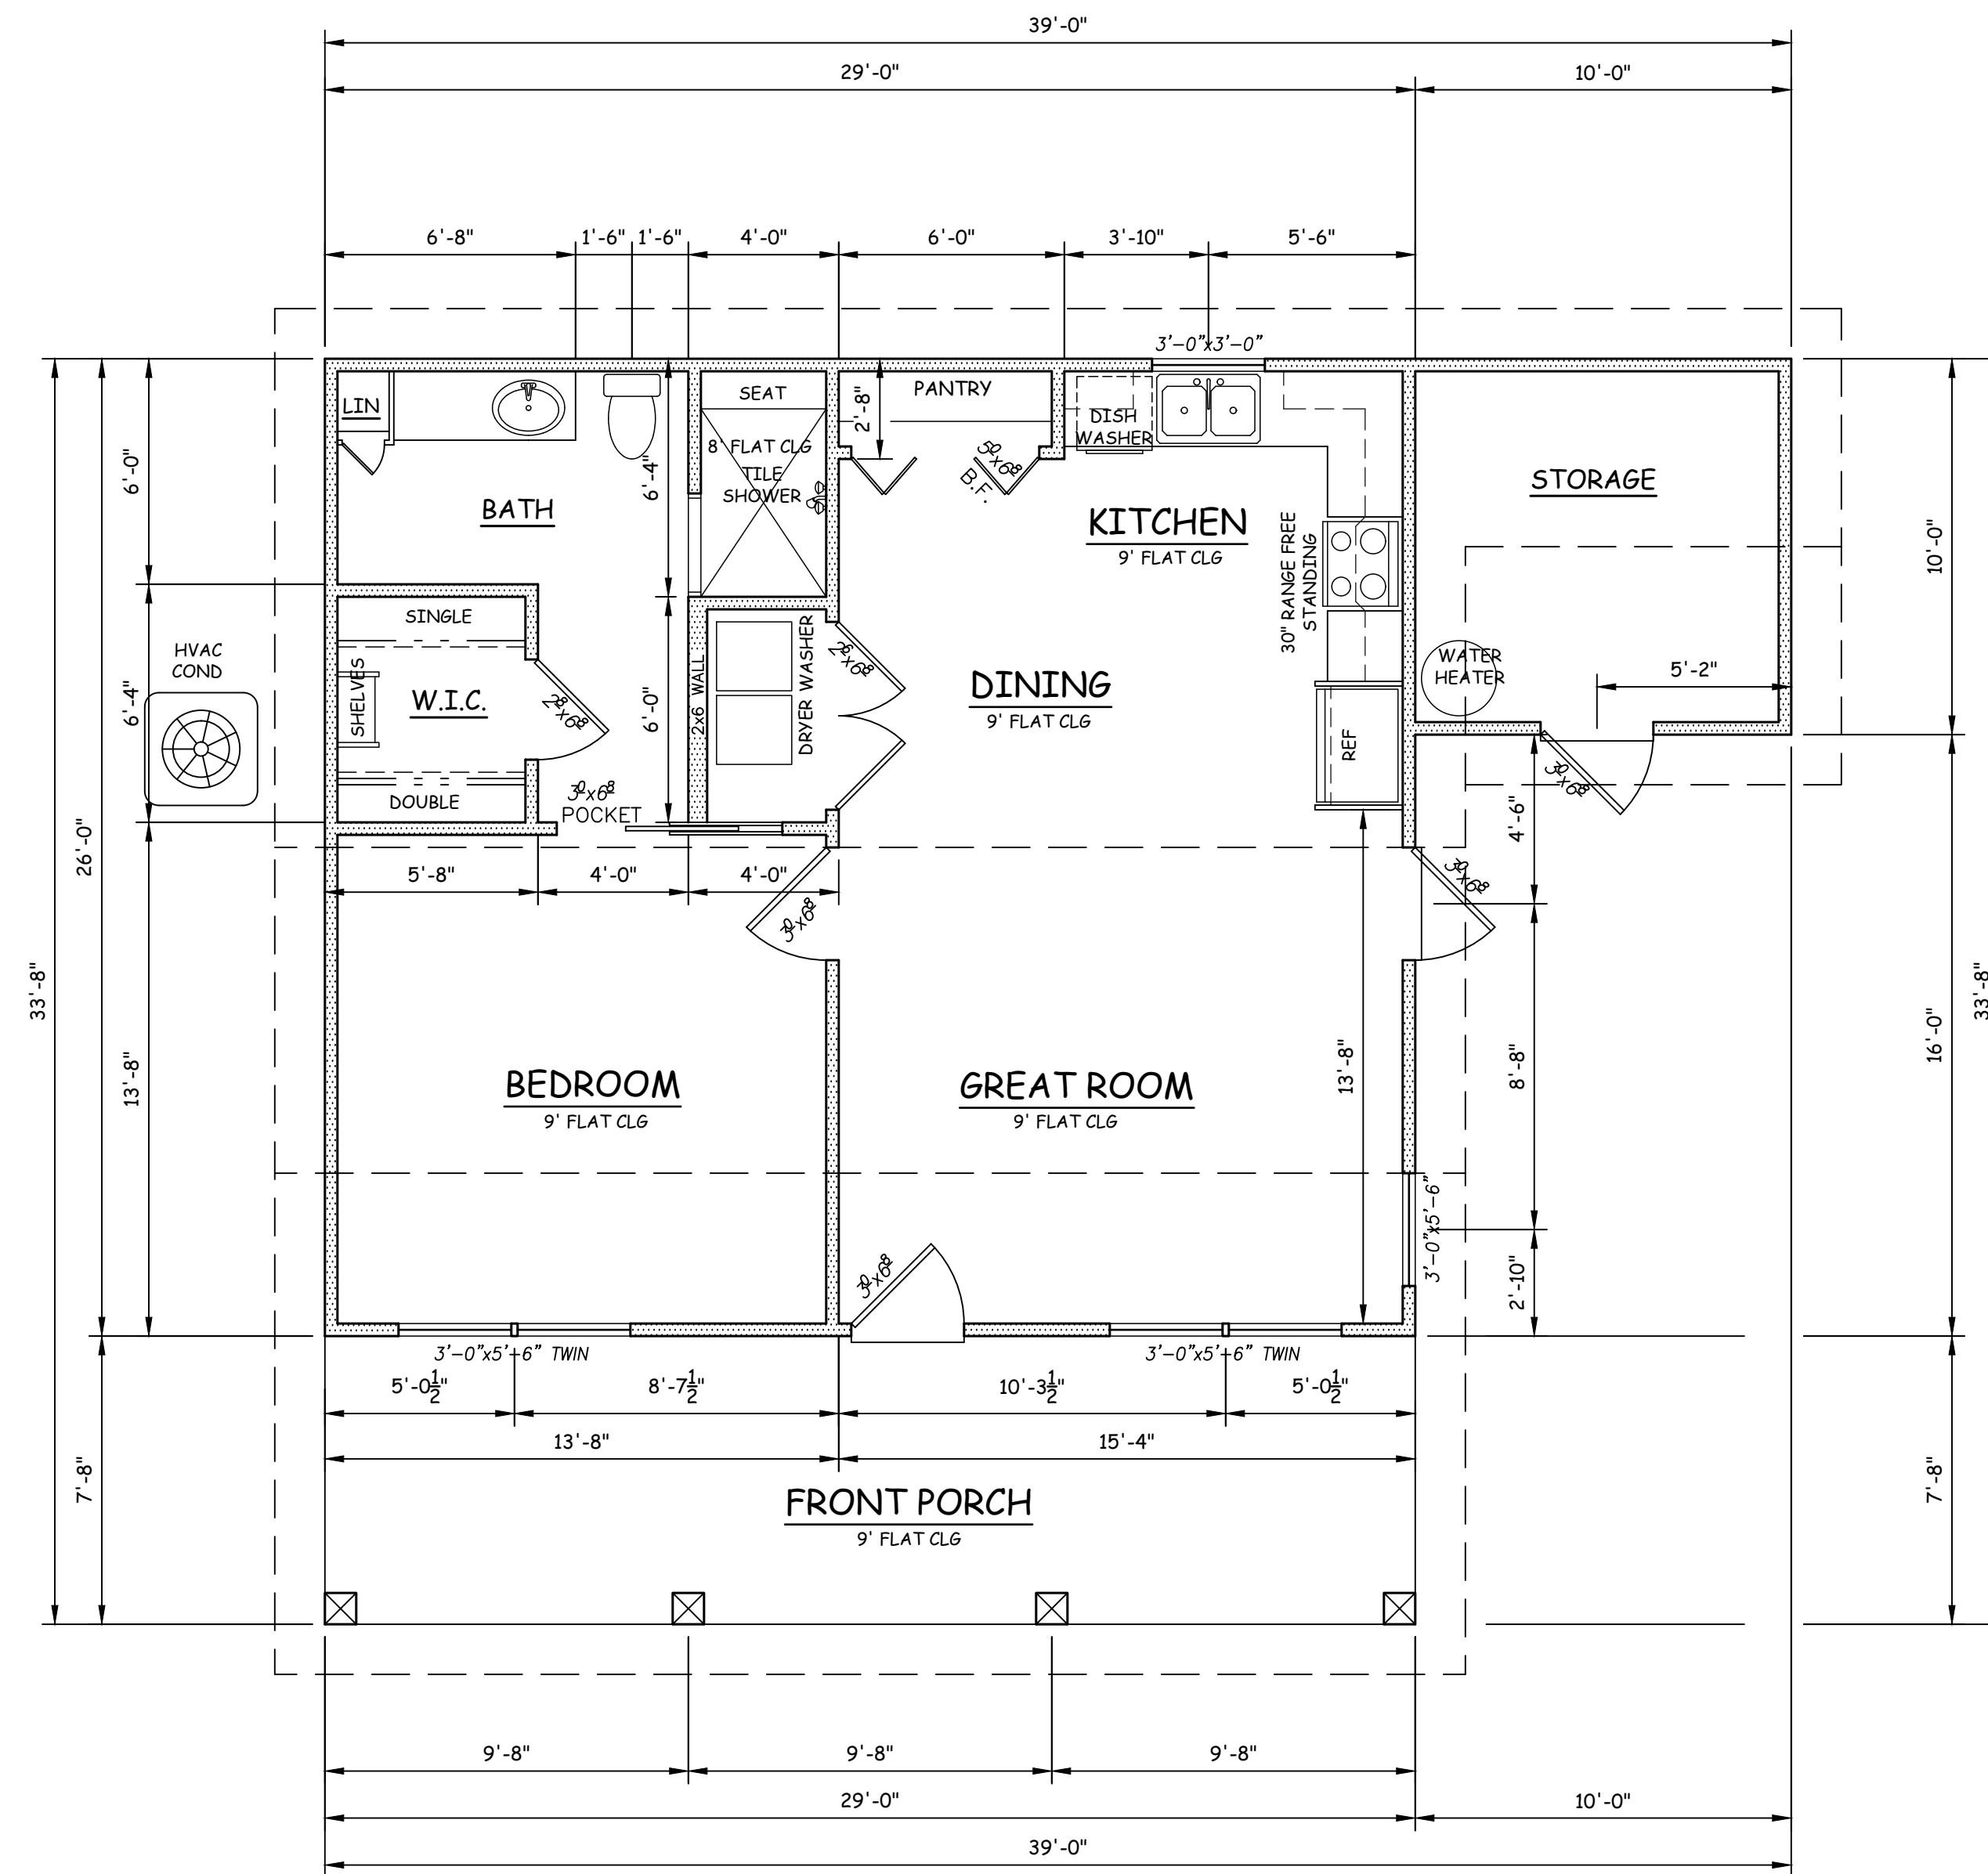 39'-0"
29'-0" 10'-0"
6'-8" 1'-6" 1'-6" 4'-0" 6'-0" 3'-10" 5'-6"
3'-0"x3'-0"
LIN
SEAT
PANTRY
2'-8"
DISH
WASHER
8' FLAT CLG
TILE
SHOWER
5⁰x6⁸
B.F.
6'-0"
6'-4"
BATH
KITCHEN
9' FLAT CLG
30" RANGE FREE
STANDING
STORAGE
10'-0"
SINGLE
HVAC
COND
SHELVES
W.I.C.
2⁸x6⁸
6'-4"
6'-0"
2x6 WALL
DRYER WASHER
2⁶x6⁸
DINING
9' FLAT CLG
WATER
HEATER
5'-2"
REF
3⁰x6⁸
DOUBLE
3⁰x6⁸
POCKET
26'-0"
4'-6"
5'-8" 4'-0" 4'-0"
3⁰x6⁸
3⁰x6⁸
33'-8"
33'-8"
13'-8"
13'-8"
8'-8"
16'-0"
BEDROOM
9' FLAT CLG
GREAT ROOM
9' FLAT CLG
3'-0"x5'-6"
3⁰x6⁸
2'-10"
3'-0"x5'-6" TWIN 3'-0"x5'-6" TWIN
5'-0½" 8'-7½" 10'-3½" 5'-0½"
13'-8" 15'-4"
7'-8"
7'-8"
FRONT PORCH
9' FLAT CLG
9'-8" 9'-8" 9'-8"
29'-0" 10'-0"
39'-0"